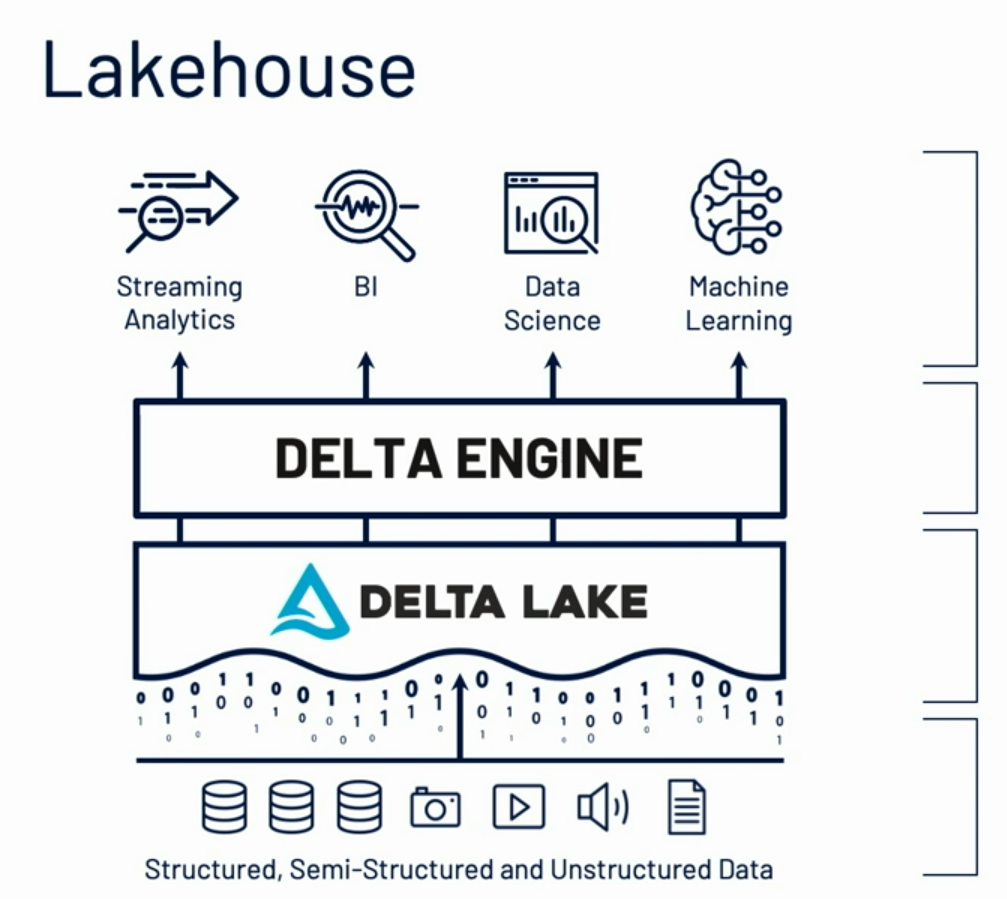 Lakehouse
Streaming
Analytics
BI
Data
Science
Machine
Learning
DELTA ENGINE
DELTA LAKE
Structured, Semi-Structured and Unstructured Data